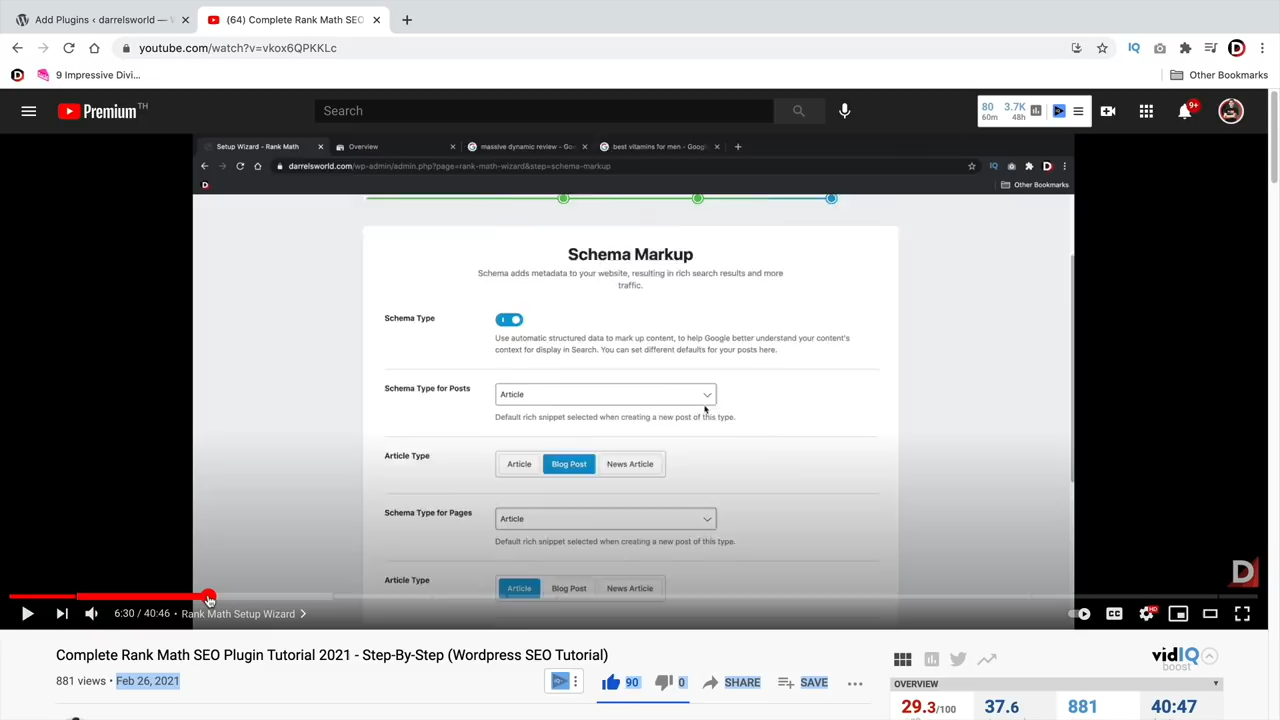 Add Plugins ‹ darrelsworld —
(64) Complete Rank Math SEO
youtube.com/watch?v=vkox6QPKKLc
IQ
D
9 Impressive Divi...
Other Bookmarks
Premium TH
Search
80 60m 3.7K 48h
9+
Setup Wizard - Rank Math
Overview
massive dynamic review - Goo
best vitamins for men - Google
darrelsworld.com/wp-admin/admin.php?page=rank-math-wizard&step=schema-markup
IQ
D
Other Bookmarks
Schema Markup
Schema adds metadata to your website, resulting in rich search results and more
traffic.
Schema Type
Use automatic structured data to mark up content, to help Google better understand your content's
context for display in Search. You can set different defaults for your posts here.
Schema Type for Posts
Article
Default rich snippet selected when creating a new post of this type.
Article Type
Article Blog Post News Article
Schema Type for Pages
Article
Default rich snippet selected when creating a new post of this type.
Article Type
Article Blog Post News Article
D
6:30 / 40:46 • Rank Math Setup Wizard
CC
HD
Complete Rank Math SEO Plugin Tutorial 2021 - Step-By-Step (Wordpress SEO Tutorial)
881 views • Feb 26, 2021
90 0 SHARE SAVE
vidIQ
boost
OVERVIEW
29.3/100 37.6 881 40:47